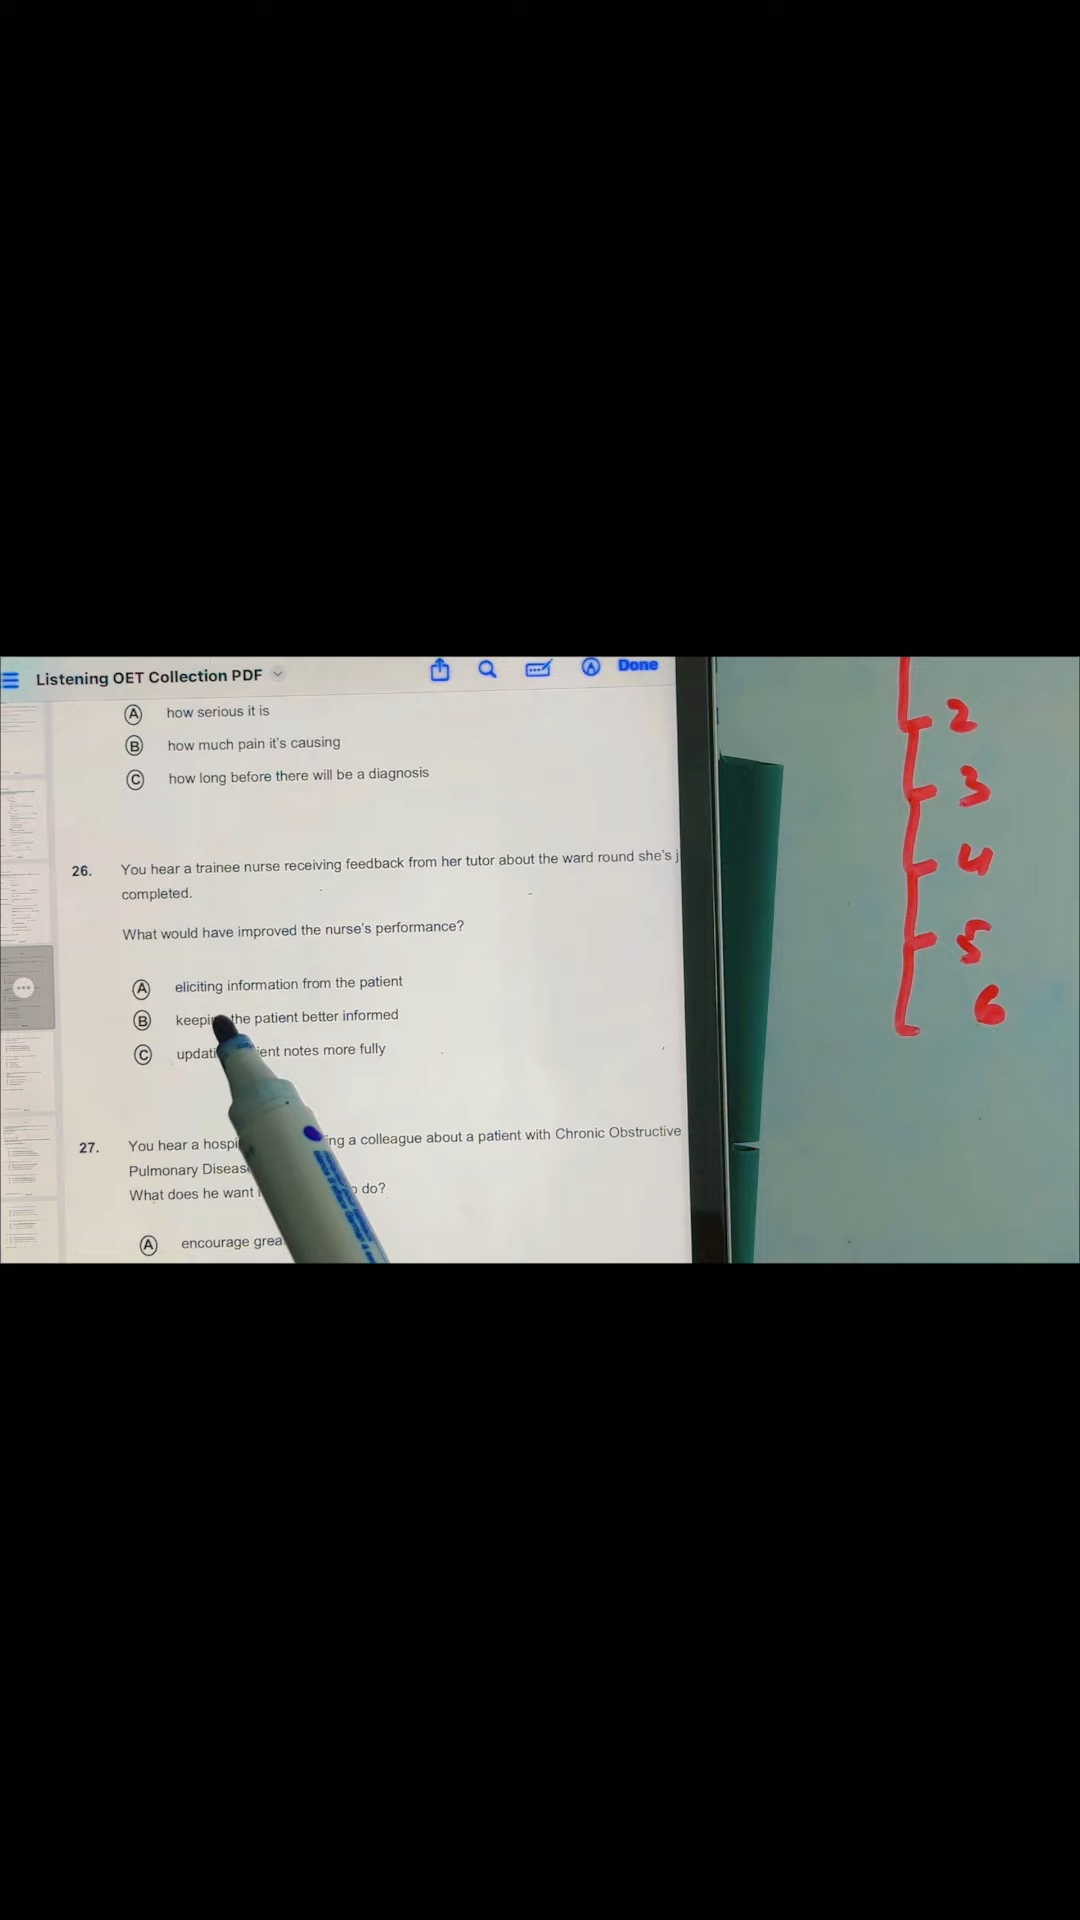 Listening OET Collection PDF
Done
A how serious it is
B how much pain it's causing
C how long before there will be a diagnosis
26. You hear a trainee nurse receiving feedback from her tutor about the ward round she's j
completed.
What would have improved the nurse's performance?
A eliciting information from the patient
B the patient better informed
C notes more fully
27. You hear a a colleague about a patient with Chronic Obstructive
Pulmonary
What does he want do?
A encourage
2
3
4
5
6